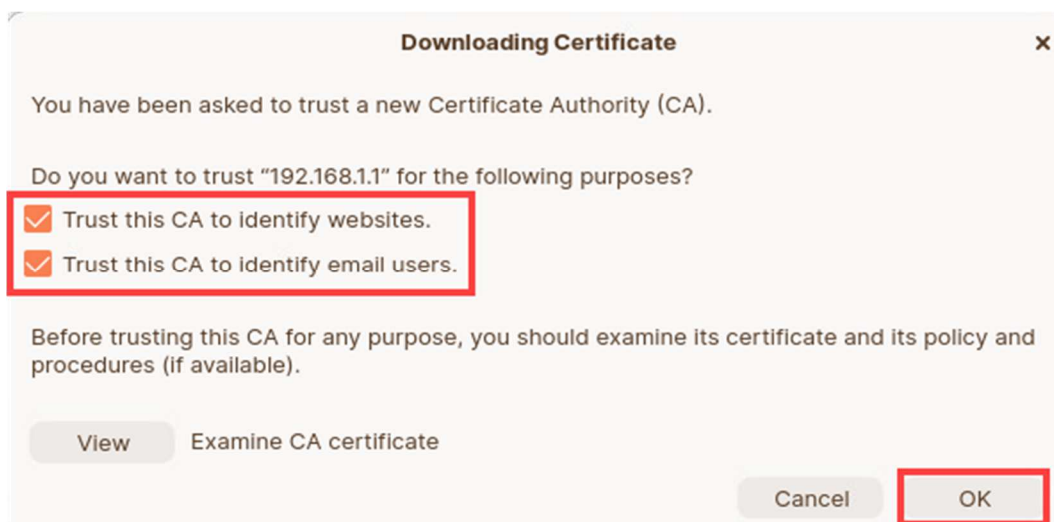 Downloading Certificate ×
You have been asked to trust a new Certificate Authority (CA).
Do you want to trust “192.168.1.1” for the following purposes?
Trust this CA to identify websites.
Trust this CA to identify email users.
Before trusting this CA for any purpose, you should examine its certificate and its policy and
procedures (if available).
View Examine CA certificate
Cancel OK